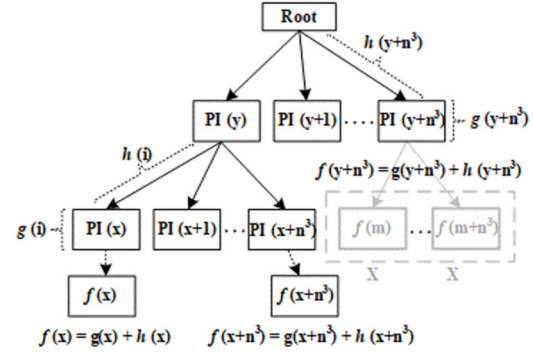 Root
h (y+n³)
PI (y) PI (y+1) ..... PI (y+n³) g (y+n³)
h (i)
f (y+n³) = g(y+n³) + h (y+n³)
g (i) PI (x) PI (x+1) ... PI (x+n³) f (m) ... f (m+n³)
X X
f (x) f (x+n³)
f (x) = g(x) + h (x) f (x+n³) = g(x+n³) + h (x+n³)